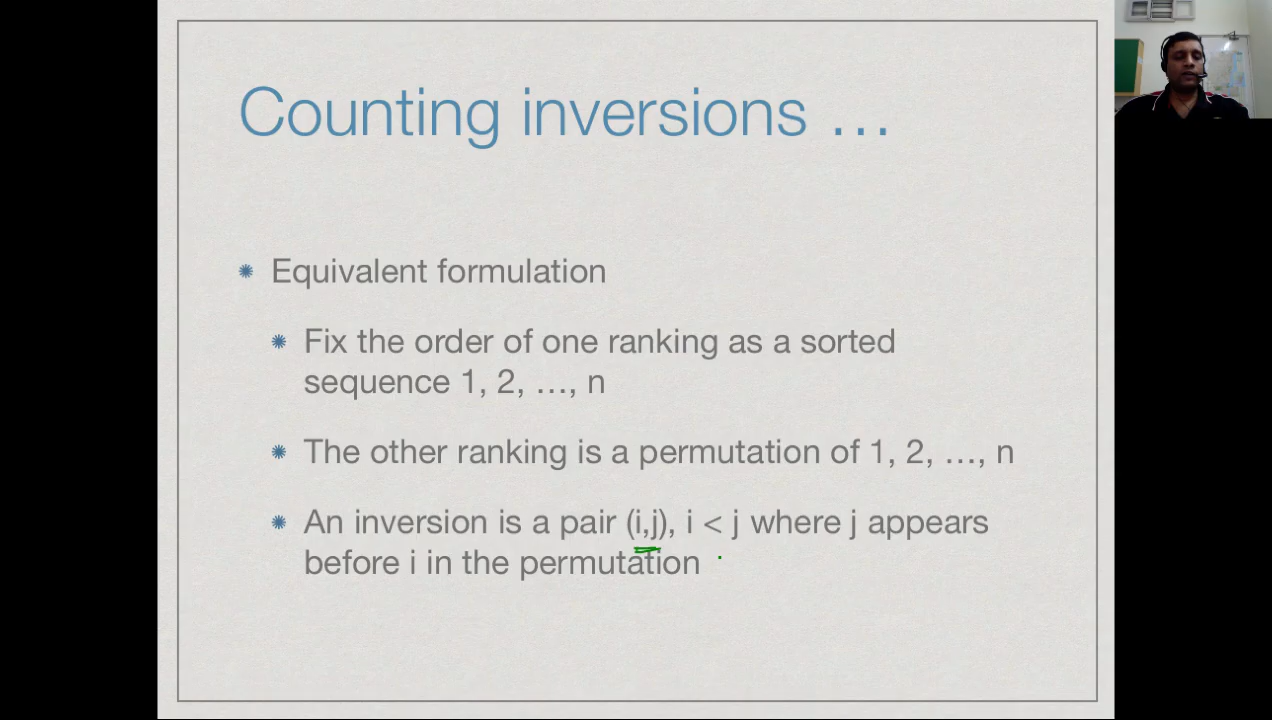 Counting inversions …
Equivalent formulation
Fix the order of one ranking as a sorted
sequence 1, 2, …, n
The other ranking is a permutation of 1, 2, …, n
An inversion is a pair (i,j), i < j where j appears
before i in the permutation